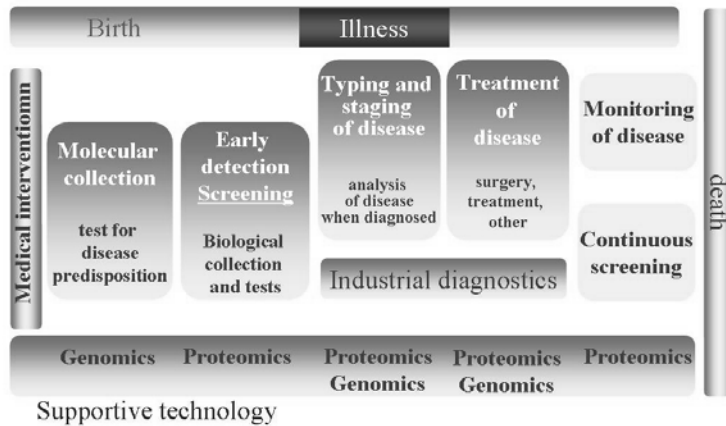 Birth
Illness
Medical interventiomn
Molecular
collection
test for
disease
predisposition
Early
detection
Screening
Biological
collection
and tests
Typing and
staging
of disease
analysis
of disease
when diagnosed
Treatment
of
disease
surgery,
treatment,
other
Industrial diagnostics
Monitoring
of disease
Continuous
screening
death
Genomics
Proteomics
Proteomics
Genomics
Proteomics
Genomics
Proteomics
Supportive technology